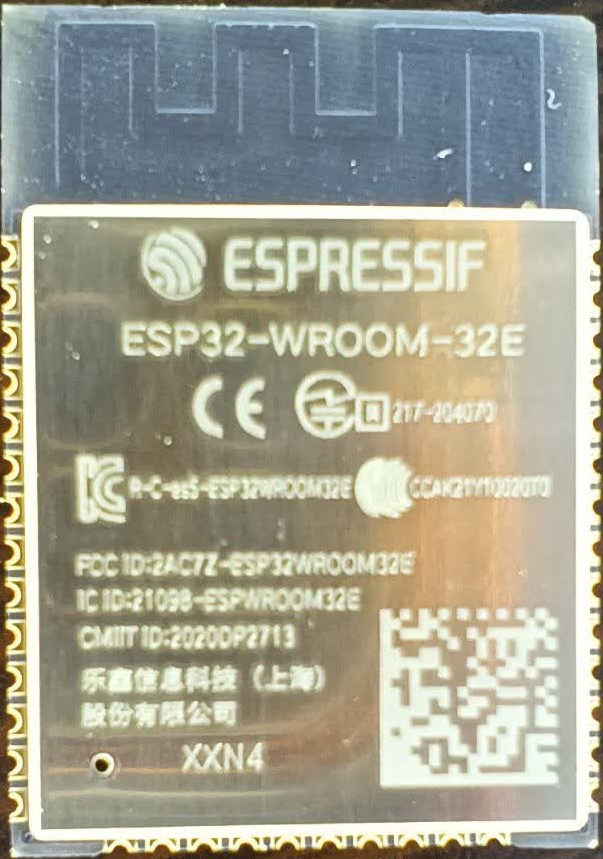 ESPRESSIF
ESP32-WROOM-32E
CE R 217-204070
R-C-es5-ESP32WROOM32E CCAK21Y10020T0
FCC ID:2AC7Z-ESP32WROOM32E
IC ID:21098-ESPWROOM32E
CMIIT ID:2020DP2713
乐鑫信息科技（上海）
股份有限公司
XXN4
2